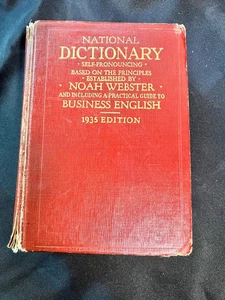 NATIONAL
DICTIONARY
• SELF-PRONOUNCING •
BASED ON THE PRINCIPLES
• ESTABLISHED BY •
NOAH WEBSTER
AND INCLUDING A PRACTICAL GUIDE TO
BUSINESS ENGLISH
1935 EDITION